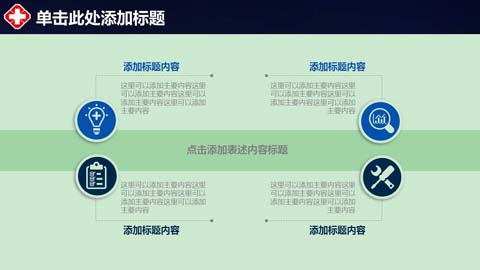 单击此处添加标题
添加标题内容
添加标题内容
这里可以添加主要内容这里
可以添加主要内容这里可以
添加主要内容这里可以添加
主要内容
这里可以添加主要内容这里
可以添加主要内容这里可以
添加主要内容这里可以添加
主要内容
点击添加表述内容标题
这里可以添加主要内容这里
可以添加主要内容这里可以
添加主要内容这里可以添加
主要内容
这里可以添加主要内容这里
可以添加主要内容这里可以
添加主要内容这里可以添加
主要内容
添加标题内容
添加标题内容